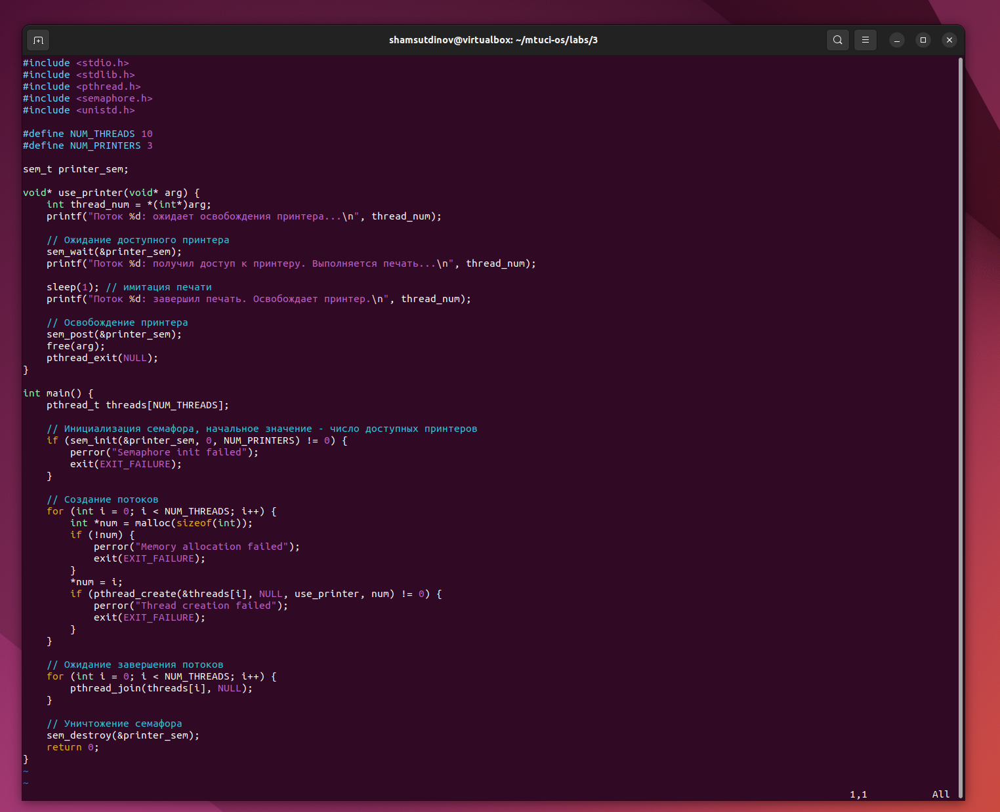 shamsutdinov@virtualbox: ~/mtuci-os/labs/3
#include <stdio.h>
#include <stdlib.h>
#include <pthread.h>
#include <semaphore.h>
#include <unistd.h>

#define NUM_THREADS 10
#define NUM_PRINTERS 3

sem_t printer_sem;

void* use_printer(void* arg) {
    int thread_num = *(int*)arg;
    printf("Поток %d: ожидает освобождения принтера...\n", thread_num);

    // Ожидание доступного принтера
    sem_wait(&printer_sem);
    printf("Поток %d: получил доступ к принтеру. Выполняется печать...\n", thread_num);

    sleep(1); // имитация печати
    printf("Поток %d: завершил печать. Освобождает принтер.\n", thread_num);

    // Освобождение принтера
    sem_post(&printer_sem);
    free(arg);
    pthread_exit(NULL);
}

int main() {
    pthread_t threads[NUM_THREADS];

    // Инициализация семафора, начальное значение - число доступных принтеров
    if (sem_init(&printer_sem, 0, NUM_PRINTERS) != 0) {
        perror("Semaphore init failed");
        exit(EXIT_FAILURE);
    }

    // Создание потоков
    for (int i = 0; i < NUM_THREADS; i++) {
        int *num = malloc(sizeof(int));
        if (!num) {
            perror("Memory allocation failed");
            exit(EXIT_FAILURE);
        }
        *num = i;
        if (pthread_create(&threads[i], NULL, use_printer, num) != 0) {
            perror("Thread creation failed");
            exit(EXIT_FAILURE);
        }
    }

    // Ожидание завершения потоков
    for (int i = 0; i < NUM_THREADS; i++) {
        pthread_join(threads[i], NULL);
    }

    // Уничтожение семафора
    sem_destroy(&printer_sem);
    return 0;
}
~
~
1,1 All